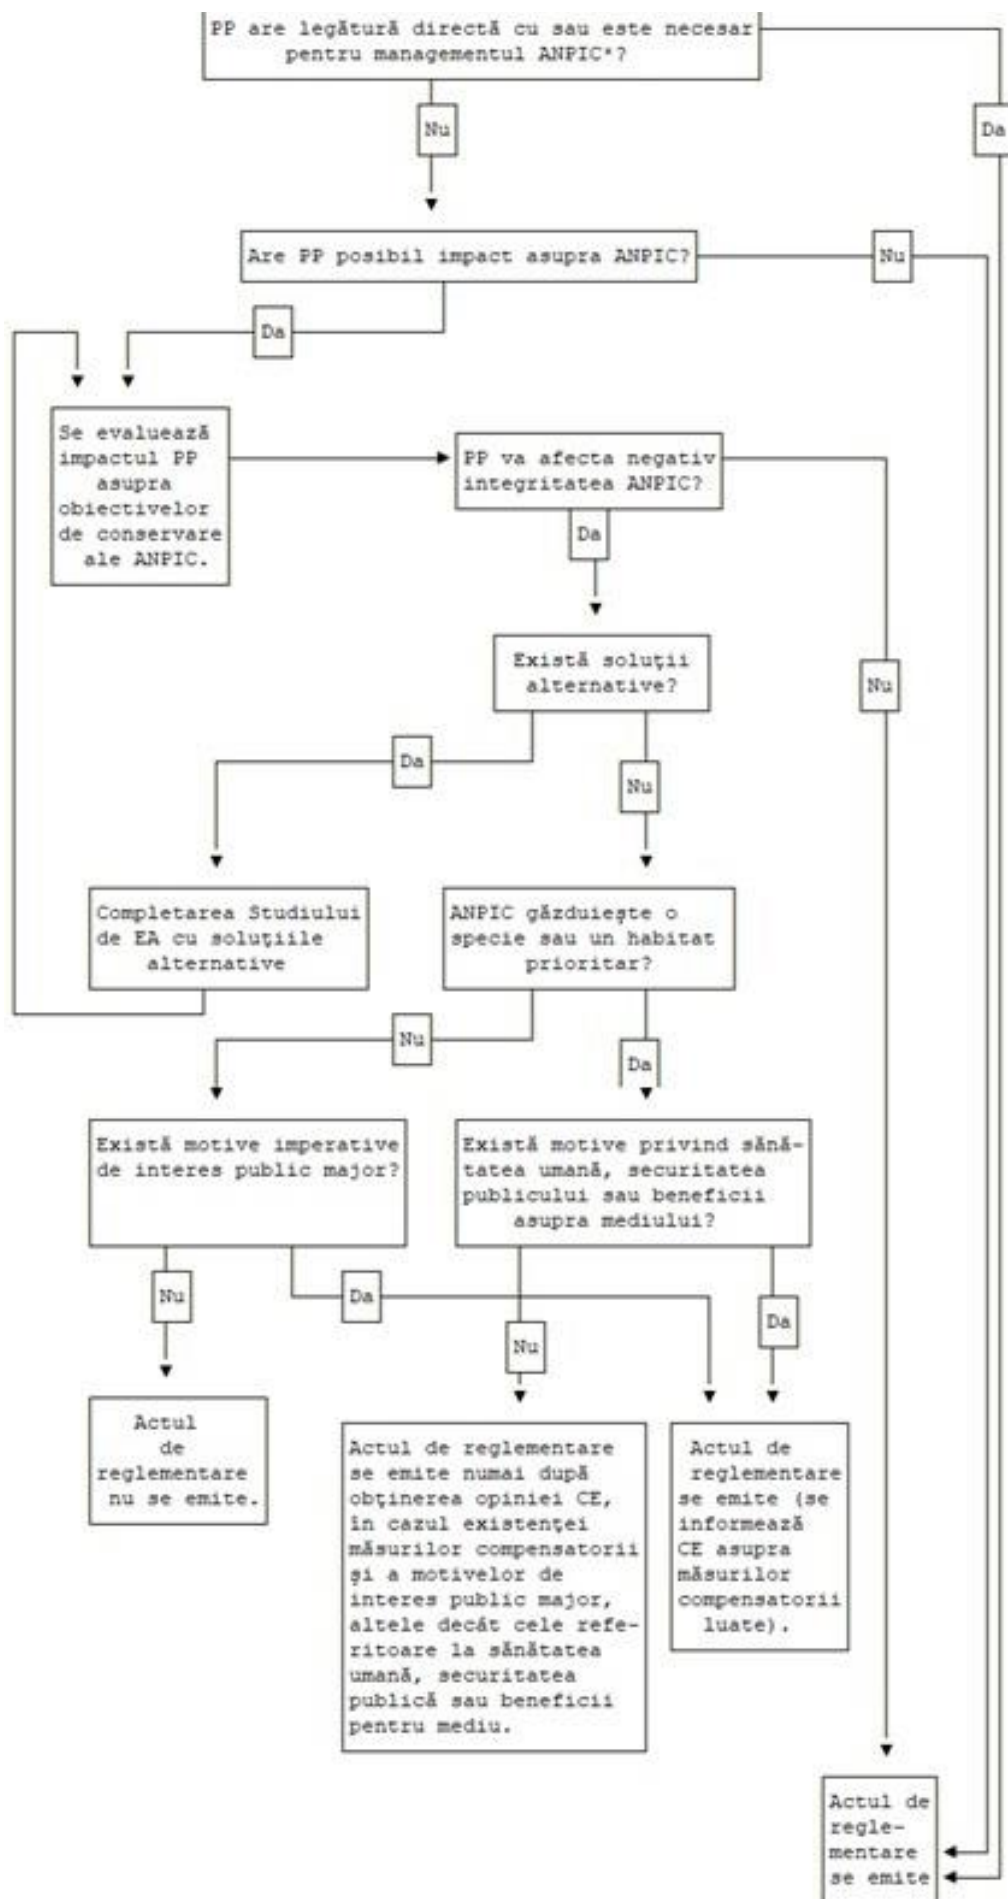 PP are legătură directă cu sau este necesar
pentru managementul ANPIC*?
Nu
Da
Are PP posibil impact asupra ANPIC?
Nu
Da
Se evaluează
impactul PP
asupra
obiectivelor
de conservare
ale ANPIC.
PP va afecta negativ
integritatea ANPIC?
Da
Există soluţii
alternative?
Nu
Da
Nu
Completarea Studiului
de EA cu soluţiile
alternative
ANPIC găzduieşte o
specie sau un habitat
prioritar?
Nu
Da
Există motive imperative
de interes public major?
Există motive privind sănă-
tatea umană, securitatea
publicului sau beneficii
asupra mediului?
Nu
Da
Nu
Da
Actul
de
reglementare
nu se emite.
Actul de reglementare
se emite numai după
obţinerea opiniei CE,
în cazul existenţei
măsurilor compensatorii
şi a motivelor de
interes public major,
altele decât cele refe-
ritoare la sănătatea
umană, securitatea
publică sau beneficii
pentru mediu.
Actul de
reglementare
se emite (se
informează
CE asupra
măsurilor
compensatorii
luate).
Actul de
regle-
mentare
se emite